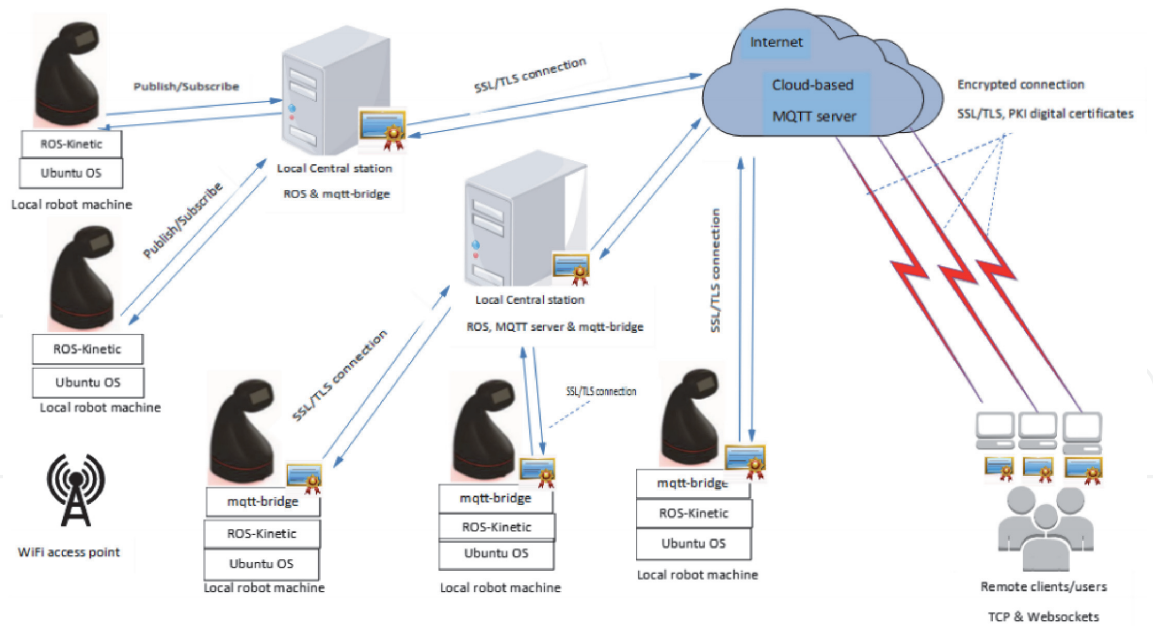 Internet
Cloud-based
MQTT server
Encrypted connection
SSL/TLS, PKI digital certificates
Publish/Subscribe
SSL/TLS connection
ROS-Kinetic
Ubuntu OS
Local robot machine
Local Central station
ROS & mqtt-bridge
Publish/Subscribe
ROS-Kinetic
Ubuntu OS
Local robot machine
Local Central station
ROS, MQTT server & mqtt-bridge
SSL/TLS connection
SSL/TLS connection
SSL/TLS connection
mqtt-bridge
ROS-Kinetic
Ubuntu OS
Local robot machine
mqtt-bridge
ROS-Kinetic
Ubuntu OS
Local robot machine
mqtt-bridge
ROS-Kinetic
Ubuntu OS
Local robot machine
WiFi access point
Remote clients/users
TCP & Websockets